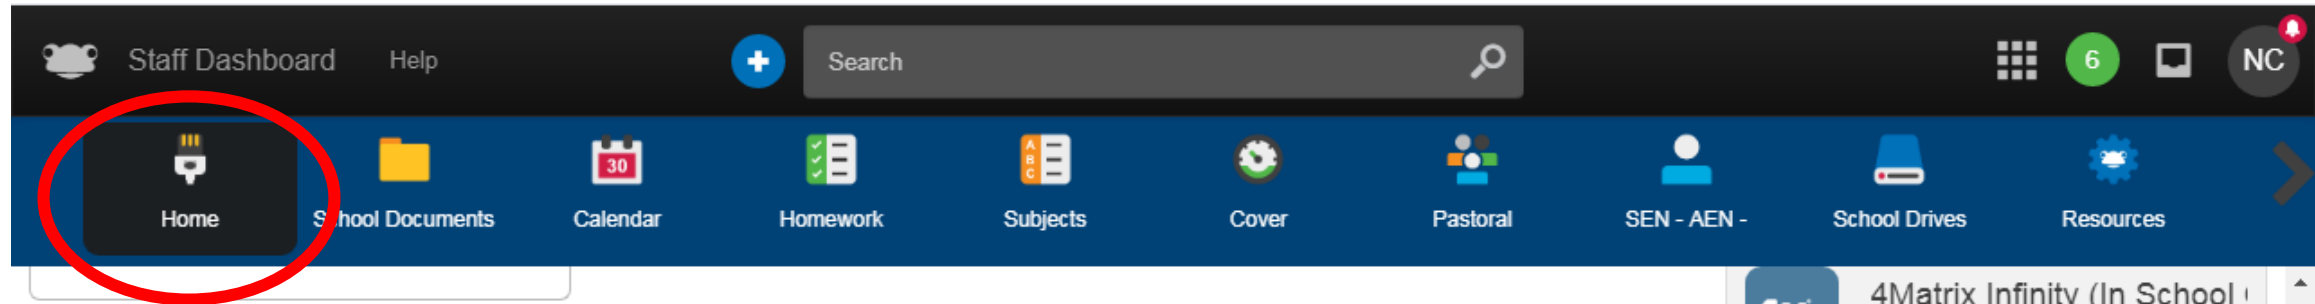 Staff Dashboard Help Search 6 NC
30 A B C
Home School Documents Calendar Homework Subjects Cover Pastoral SEN - AEN - School Drives Resources
4Matrix Infinity (In School